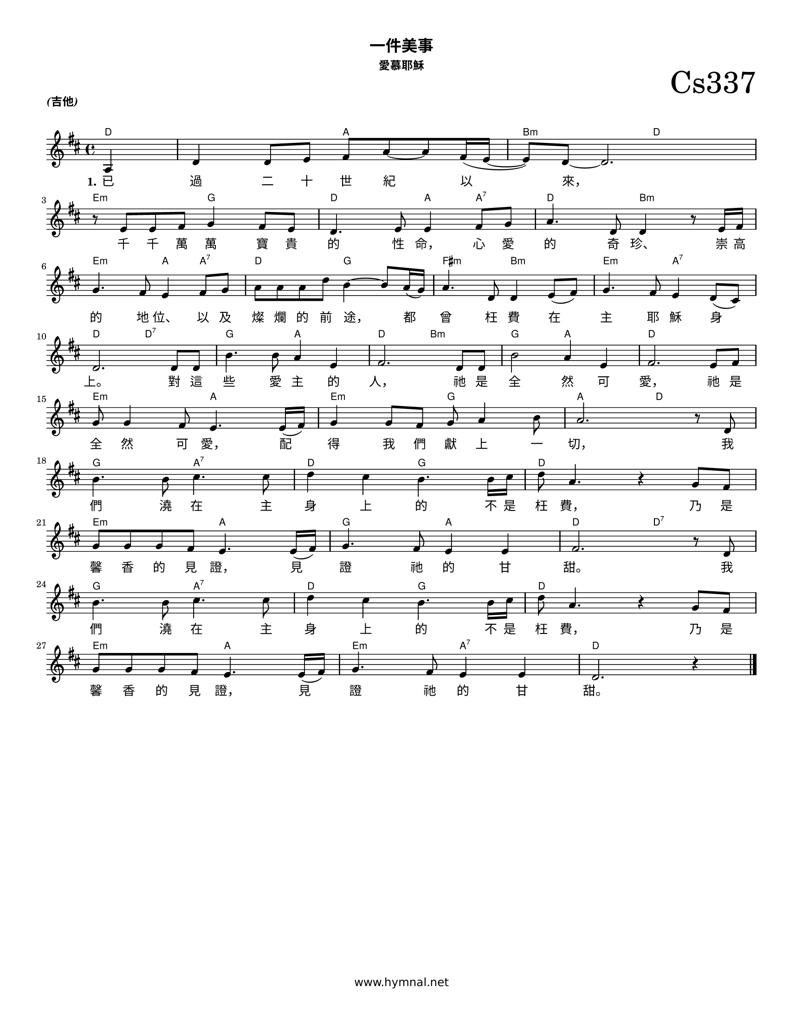 一件美事
愛慕耶穌
Cs337
(吉他)
D A Bm D
1. 已 過 二 十 世 紀 以 來，
3 Em G D A A7 D Bm
千 千 萬 萬 寶 貴 的 性 命， 心 愛 的 奇 珍、 崇 高
6 Em A A7 D G F#m Bm Em A7
的 地 位、 以 及 燦 爛 的 前 途， 都 曾 枉 費 在 主 耶 穌 身
10 D D7 G A D Bm G A D
上。 對 這 些 愛 主 的 人， 祂 是 全 然 可 愛， 祂 是
15 Em A Em G A D
全 然 可 愛， 配 得 我 們 獻 上 一 切， 我
18 G A7 D G D
們 澆 在 主 身 上 的 不 是 枉 費， 乃 是
21 Em A G A D D7
馨 香 的 見 證， 見 證 祂 的 甘 甜。 我
24 G A7 D G D
們 澆 在 主 身 上 的 不 是 枉 費， 乃 是
27 Em A Em A7 D
馨 香 的 見 證， 見 證 祂 的 甘 甜。
www.hymnal.net